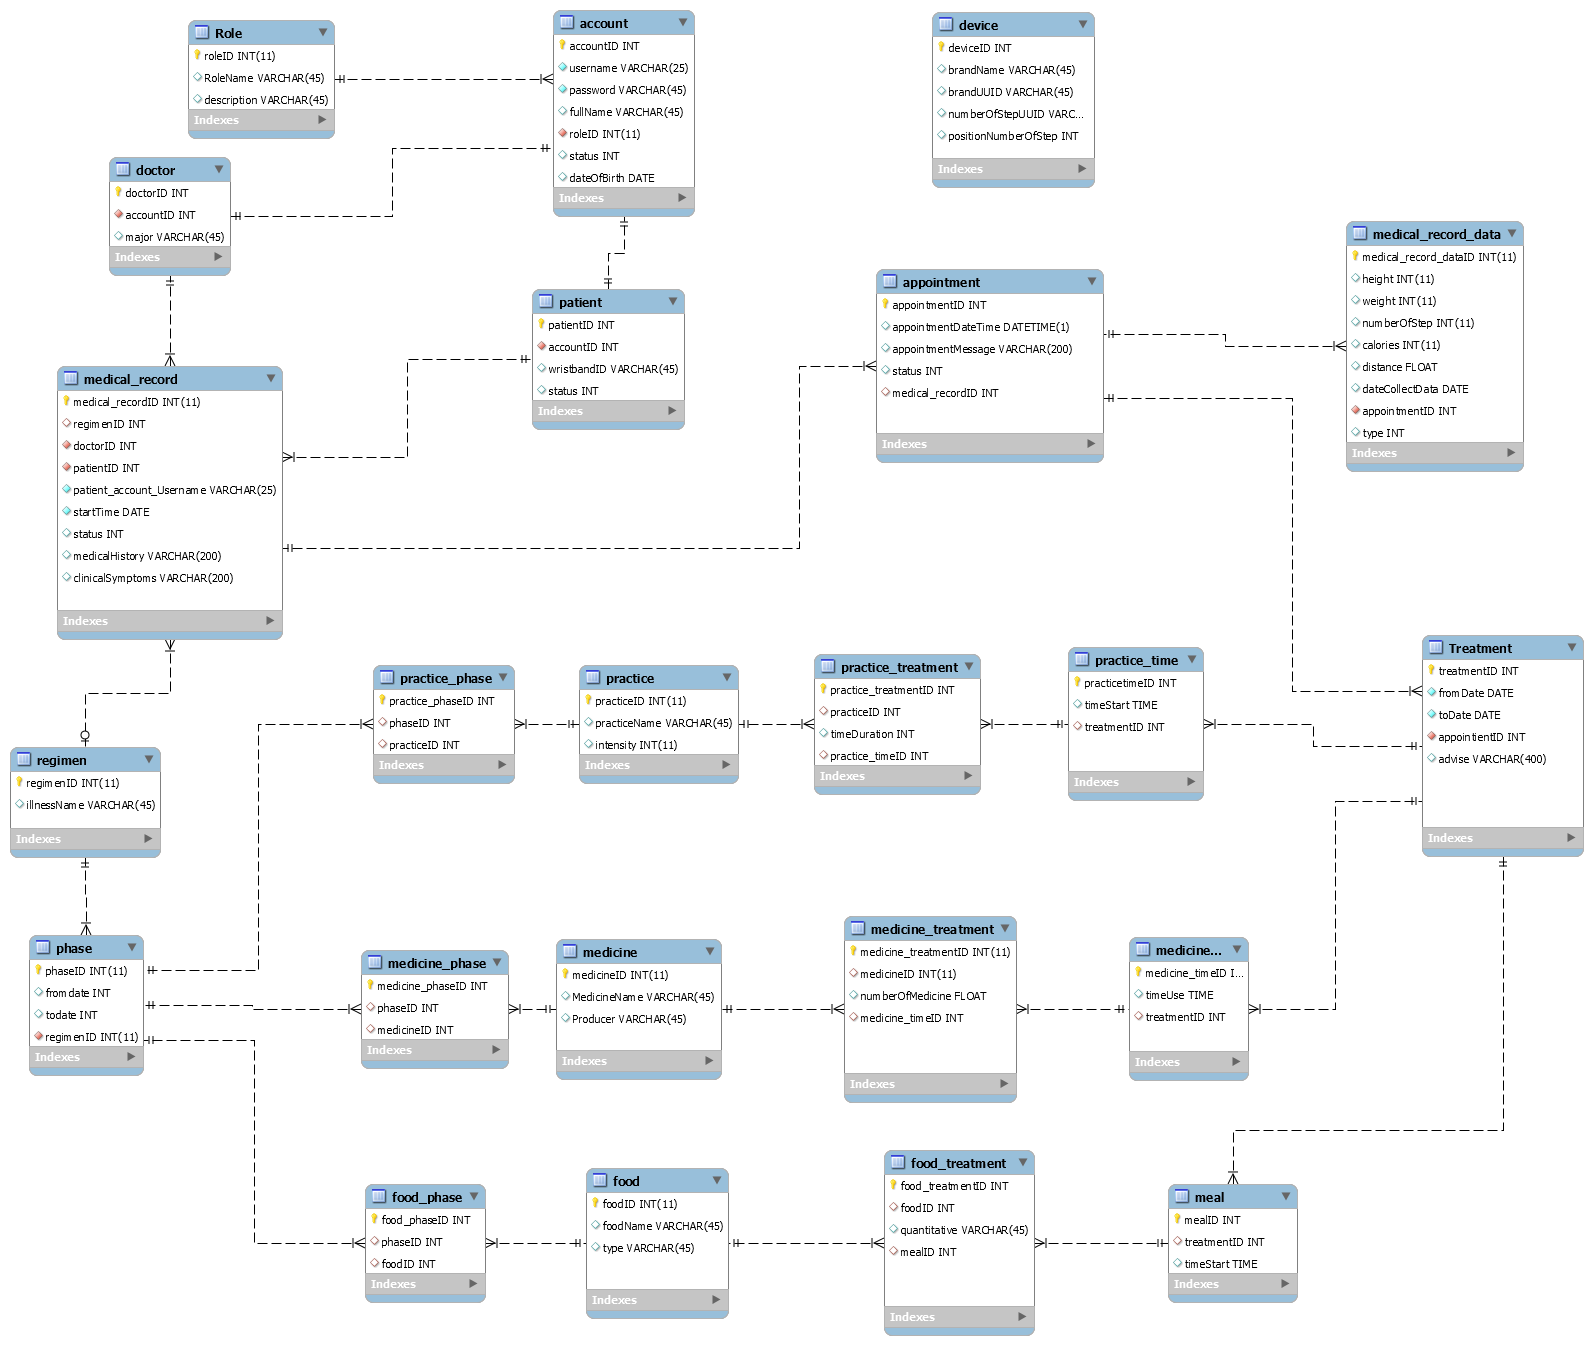 Role
roleID INT(11)
RoleName VARCHAR(45)
description VARCHAR(45)
Indexes
account
accountID INT
username VARCHAR(25)
password VARCHAR(45)
fullName VARCHAR(45)
roleID INT(11)
status INT
dateOfBirth DATE
Indexes
device
deviceID INT
brandName VARCHAR(45)
brandUUID VARCHAR(45)
numberOfStepUUID VARC...
positionNumberOfStep INT
Indexes
doctor
doctorID INT
accountID INT
major VARCHAR(45)
Indexes
patient
patientID INT
accountID INT
wristbandID VARCHAR(45)
status INT
Indexes
appointment
appointmentID INT
appointmentDateTime DATETIME(1)
appointmentMessage VARCHAR(200)
status INT
medical_recordID INT
Indexes
medical_record_data
medical_record_dataID INT(11)
height INT(11)
weight INT(11)
numberOfStep INT(11)
calories INT(11)
distance FLOAT
dateCollectData DATE
appointmentID INT
type INT
Indexes
medical_record
medical_recordID INT(11)
regimenID INT
doctorID INT
patientID INT
patient_account_Username VARCHAR(25)
startTime DATE
status INT
medicalHistory VARCHAR(200)
clinicalSymptoms VARCHAR(200)
Indexes
practice_phase
practice_phaseID INT
phaseID INT
practiceID INT
Indexes
practice
practiceID INT(11)
practiceName VARCHAR(45)
intensity INT(11)
Indexes
practice_treatment
practice_treatmentID INT
practiceID INT
timeDuration INT
practice_timeID INT
Indexes
practice_time
practicetimeID INT
timeStart TIME
treatmentID INT
Indexes
Treatment
treatmentID INT
fromDate DATE
toDate DATE
appointientID INT
advise VARCHAR(400)
Indexes
regimen
regimenID INT(11)
illnessName VARCHAR(45)
Indexes
phase
phaseID INT(11)
fromdate INT
todate INT
regimenID INT(11)
Indexes
medicine_phase
medicine_phaseID INT
phaseID INT
medicineID INT
Indexes
medicine
medicineID INT(11)
MedicineName VARCHAR(45)
Producer VARCHAR(45)
Indexes
medicine_treatment
medicine_treatmentID INT(11)
medicineID INT(11)
numberOfMedicine FLOAT
medicine_timeID INT
Indexes
medicine...
medicine_timeID I...
timeUse TIME
treatmentID INT
Indexes
food_phase
food_phaseID INT
phaseID INT
foodID INT
Indexes
food
foodID INT(11)
foodName VARCHAR(45)
type VARCHAR(45)
Indexes
food_treatment
food_treatmentID INT
foodID INT
quantitative VARCHAR(45)
mealID INT
Indexes
meal
mealID INT
treatmentID INT
timeStart TIME
Indexes